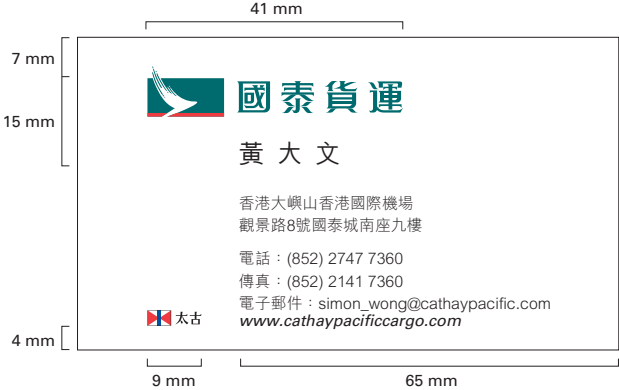 41 mm
7 mm
國泰貨運
15 mm
黃大文
香港大嶼山香港國際機場
觀景路8號國泰城南座九樓
電話：(852) 2747 7360
傳真：(852) 2141 7360
電子郵件：simon_wong@cathaypacific.com
太古
www.cathaypacificcargo.com
4 mm
9 mm
65 mm